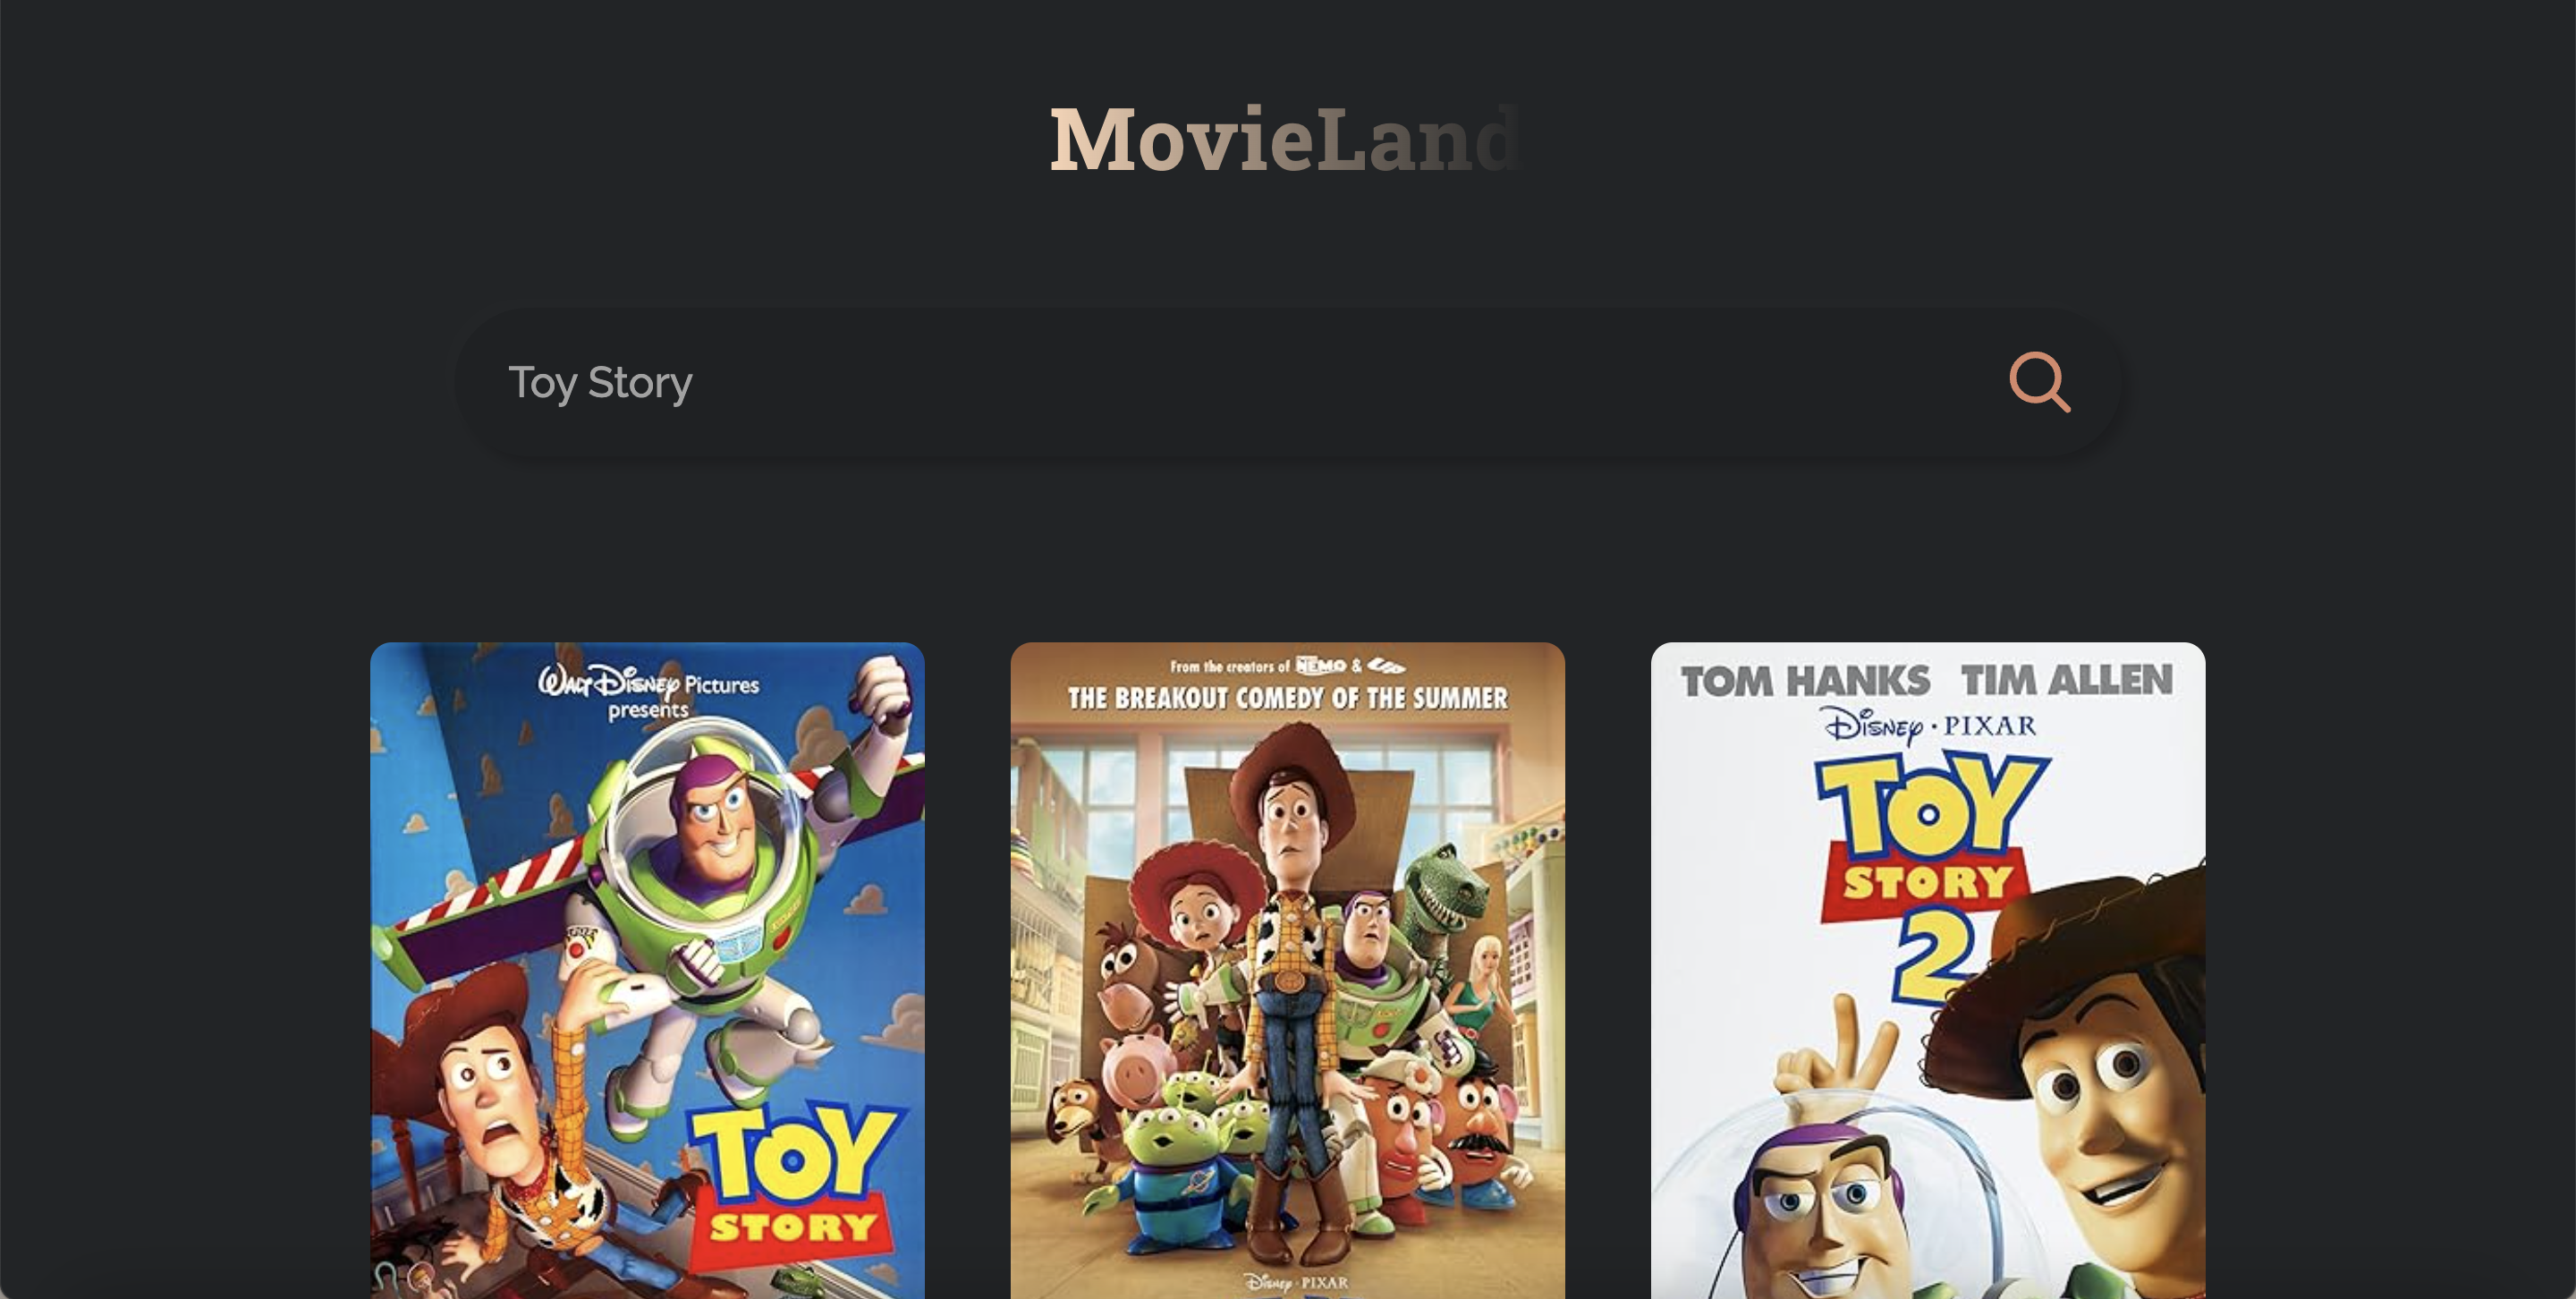 MovieLand
Toy Story
Walt Disney Pictures
presents
TOY
STORY
From the creators of NEMO & UP
THE BREAKOUT COMEDY OF THE SUMMER
Disney · PIXAR
TOM HANKS TIM ALLEN
Disney · PIXAR
TOY
STORY
2